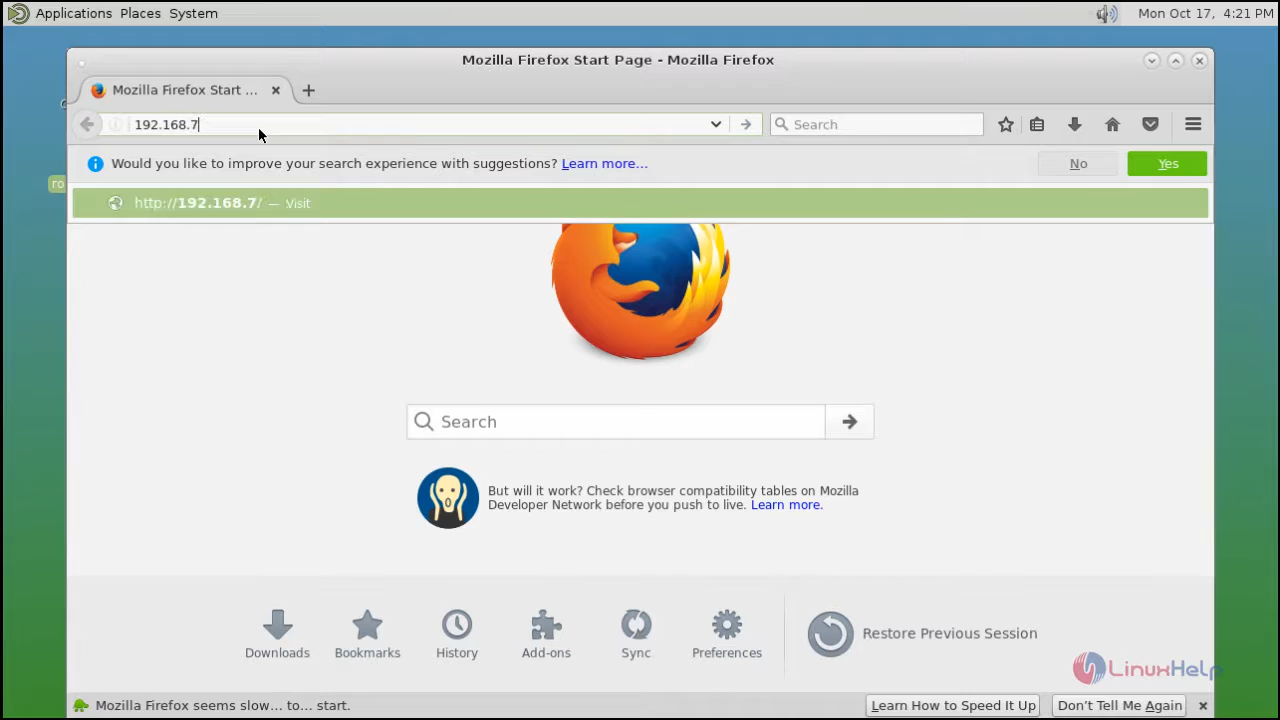 Applications Places System
Mon Oct 17, 4:21 PM
Mozilla Firefox Start Page - Mozilla Firefox
Mozilla Firefox Start ...
192.168.7
Search
Would you like to improve your search experience with suggestions? Learn more...
No
Yes
http://192.168.7/ — Visit
Search
But will it work? Check browser compatibility tables on Mozilla
Developer Network before you push to live. Learn more.
Downloads
Bookmarks
History
Add-ons
Sync
Preferences
Restore Previous Session
LinuxHelp
Mozilla Firefox seems slow... to... start.
Learn How to Speed It Up
Don't Tell Me Again